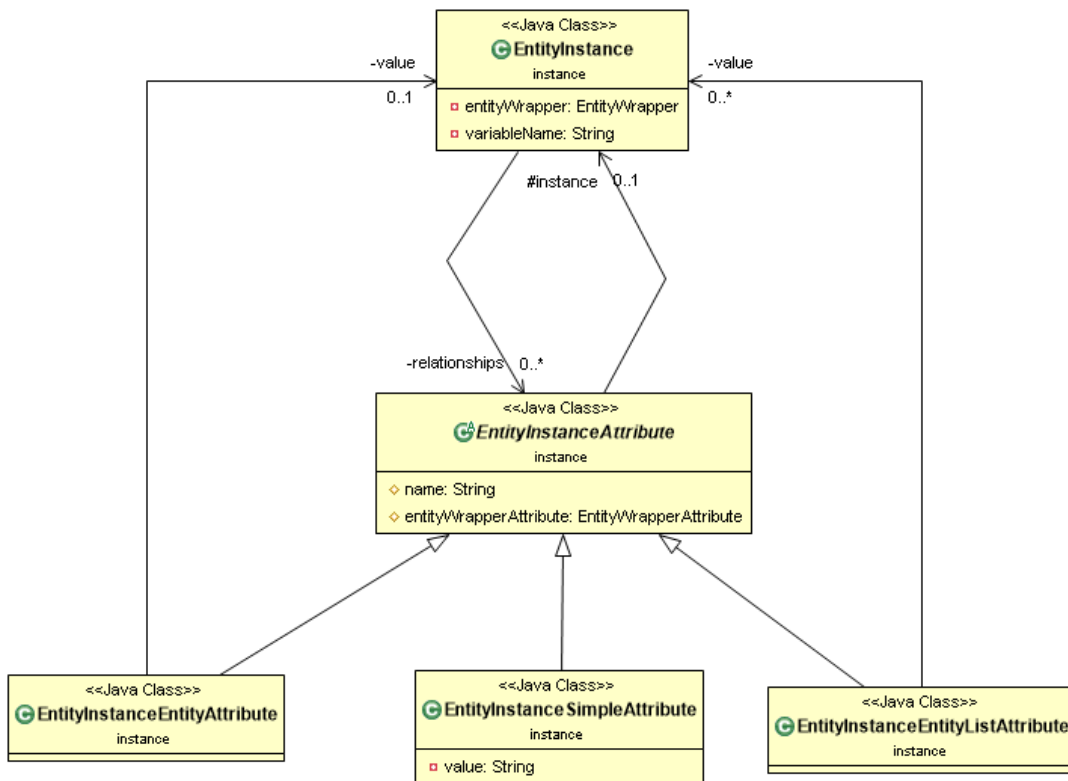 <<Java Class>>
EntityInstance
instance
entityWrapper: EntityWrapper
variableName: String
-value
0..1
-value
0..*
#instance 0..1
-relationships 0..*
<<Java Class>>
EntityInstanceAttribute
instance
name: String
entityWrapperAttribute: EntityWrapperAttribute
<<Java Class>>
EntityInstanceEntityAttribute
instance
<<Java Class>>
EntityInstanceSimpleAttribute
instance
value: String
<<Java Class>>
EntityInstanceEntityListAttribute
instance